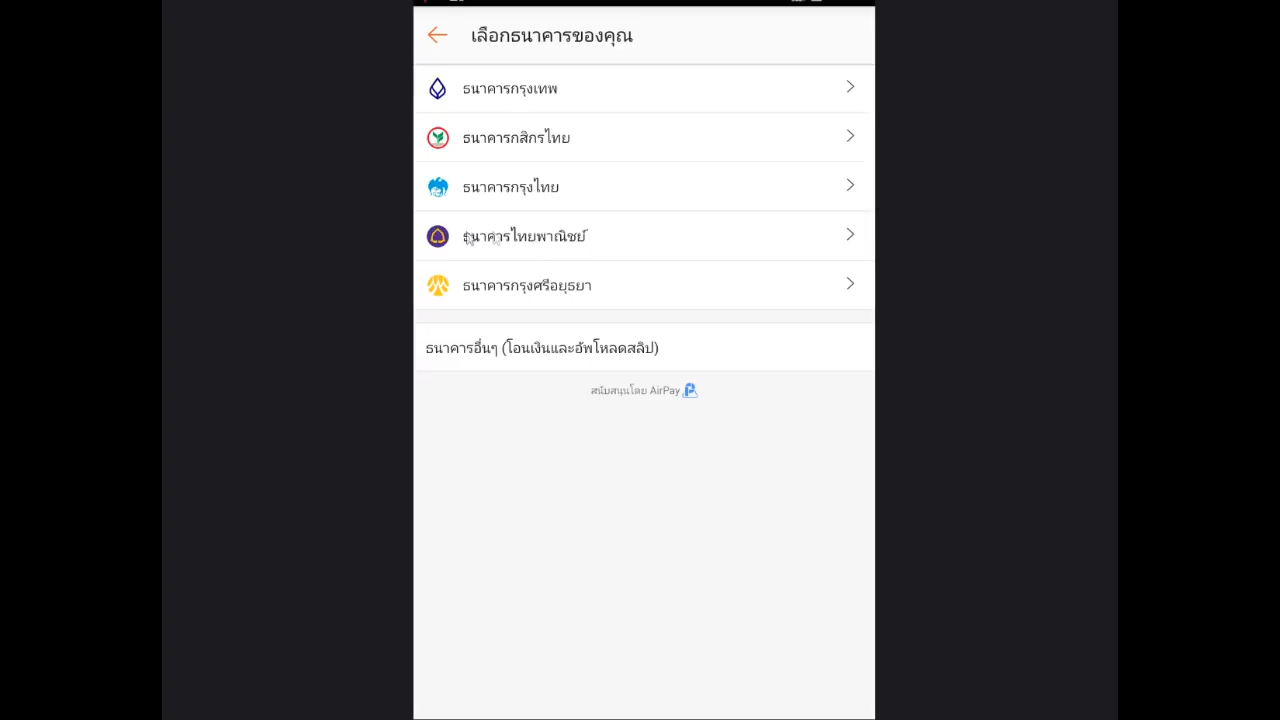 เลือกธนาคารของคุณ
ธนาคารกรุงเทพ
ธนาคารกสิกรไทย
ธนาคารกรุงไทย
ธนาคารไทยพาณิชย์
ธนาคารกรุงศรีอยุธยา
ธนาคารอื่นๆ (โอนเงินและอัพโหลดสลิป)
สนับสนุนโดย AirPay